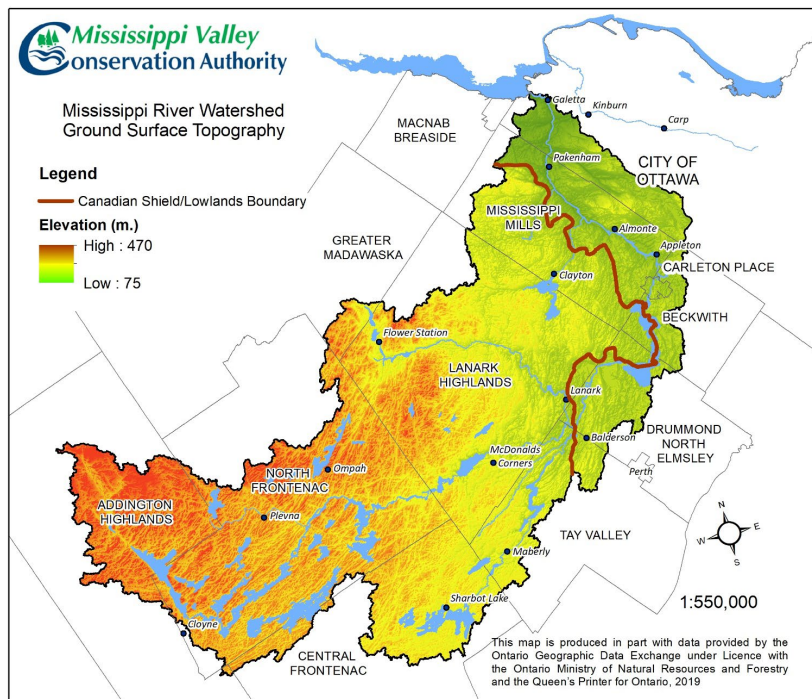 Mississippi Valley
Conservation Authority
Mississippi River Watershed
Ground Surface Topography
Legend
Canadian Shield/Lowlands Boundary
Elevation (m.)
High : 470
Low : 75
Galetta
Kinburn
Carp
MACNAB
BREASIDE
Pakenham
CITY OF
OTTAWA
MISSISSIPPI
MILLS
Almonte
GREATER
MADAWASKA
Appleton
CARLETON PLACE
Clayton
BECKWITH
Flower Station
LANARK
HIGHLANDS
Lanark
DRUMMOND
NORTH
ELMSLEY
Balderson
McDonalds
Corners
Perth
NORTH
FRONTENAC
Ompah
ADDINGTON
HIGHLANDS
Plevna
TAY VALLEY
N
W
E
S
Maberly
1:550,000
Sharbot Lake
Cloyne
CENTRAL
FRONTENAC
This map is produced in part with data provided by the
Ontario Geographic Data Exchange under Licence with
the Ontario Ministry of Natural Resources and Forestry
and the Queen's Printer for Ontario, 2019